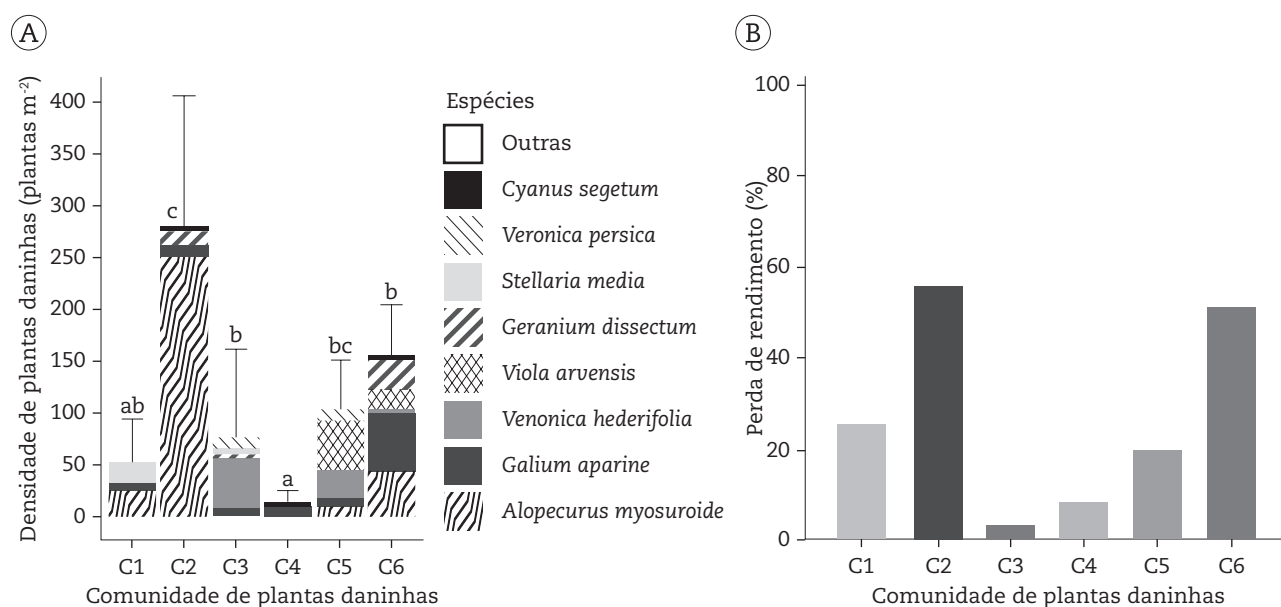 A
Densidade de plantas daninhas (plantas m⁻²)
400
350
300
250
200
150
100
50
0
ab
c
b
a
bc
b
C1 C2 C3 C4 C5 C6
Comunidade de plantas daninhas
Espécies
Outras
Cyanus segetum
Veronica persica
Stellaria media
Geranium dissectum
Viola arvensis
Venonica hederifolia
Galium aparine
Alopecurus myosuroide
B
Perda de rendimento (%)
100
80
60
40
20
0
C1 C2 C3 C4 C5 C6
Comunidade de plantas daninhas